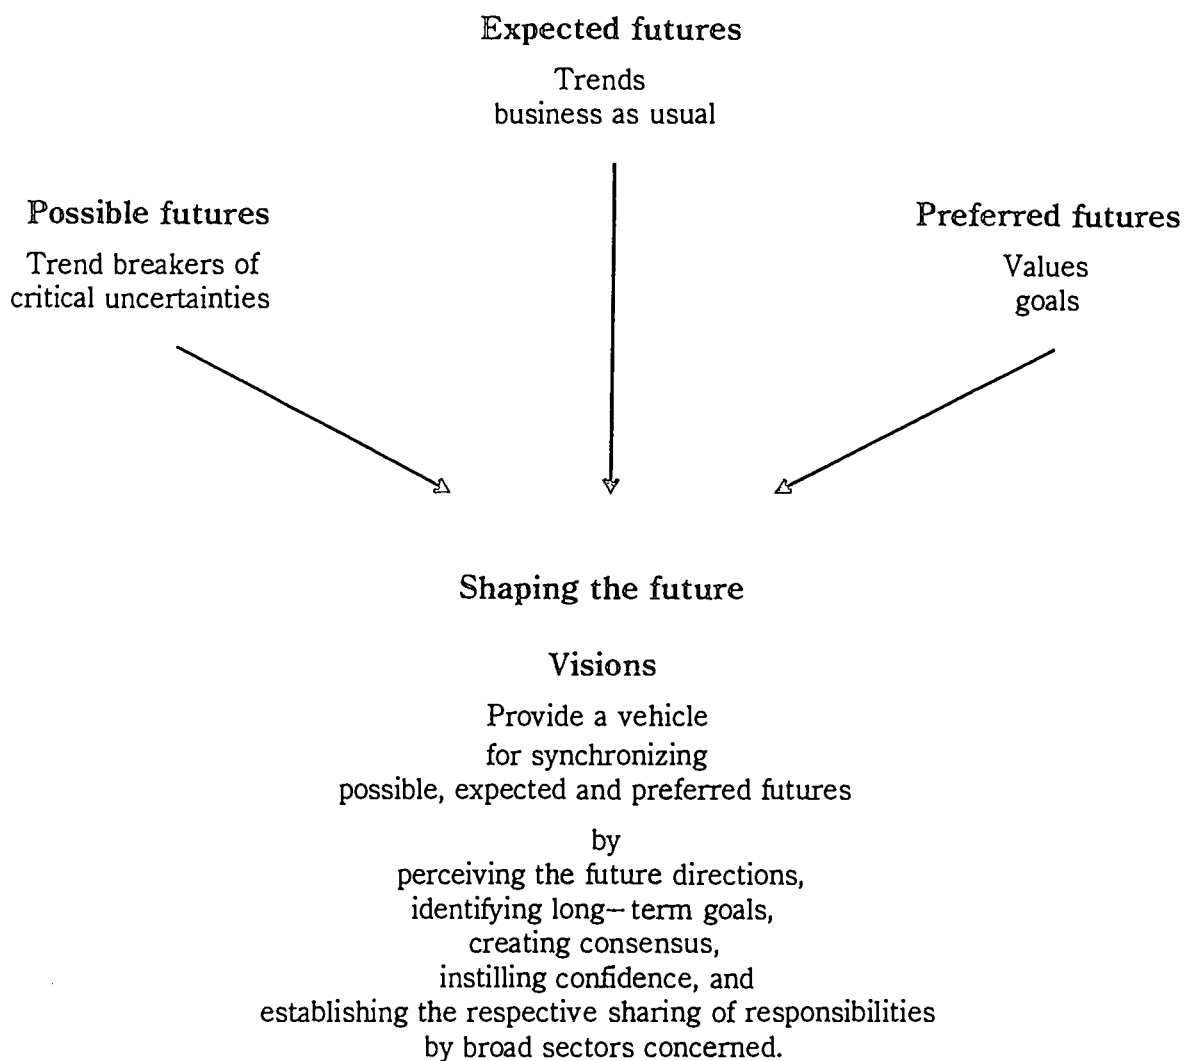 Expected futures
Trends
business as usual
Possible futures
Trend breakers of
critical uncertainties
Preferred futures
Values
goals
Shaping the future
Visions
Provide a vehicle
for synchronizing
possible, expected and preferred futures
by
perceiving the future directions,
identifying long–term goals,
creating consensus,
instilling confidence, and
establishing the respective sharing of responsibilities
by broad sectors concerned.